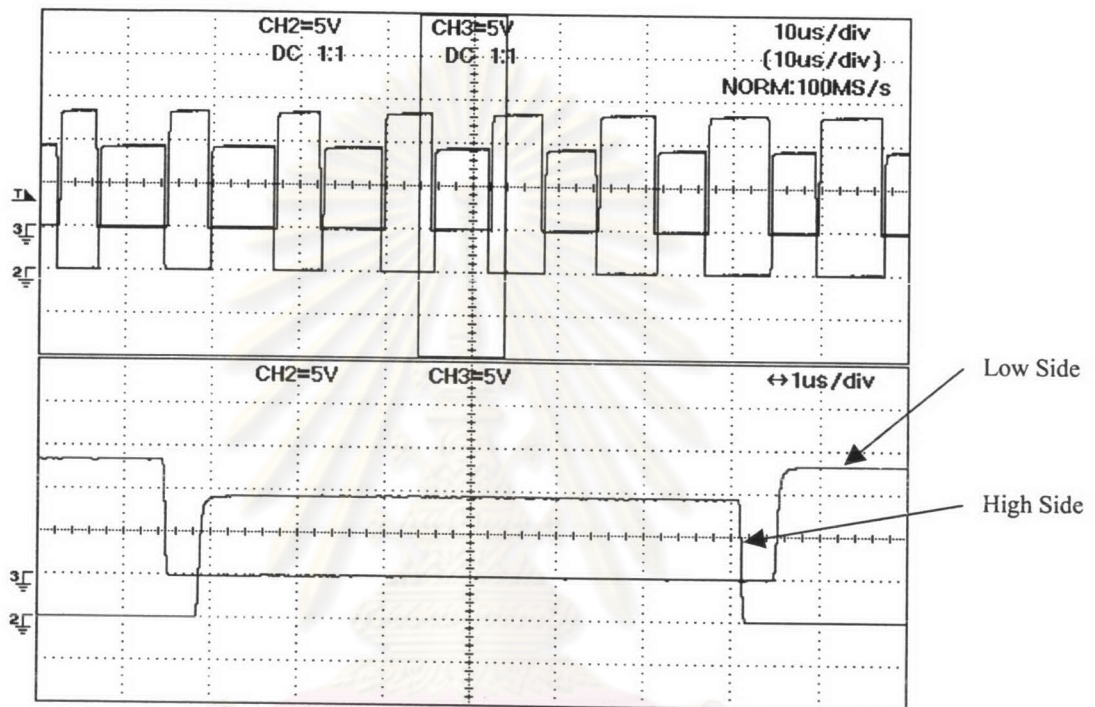 CH2=5V CH3=5V 10us/div
DC 1:1 DC 1:1 (10us/div)
NORM:100MS/s
T
3
2
CH2=5V CH3=5V ↔1us/div
Low Side
High Side
3
2